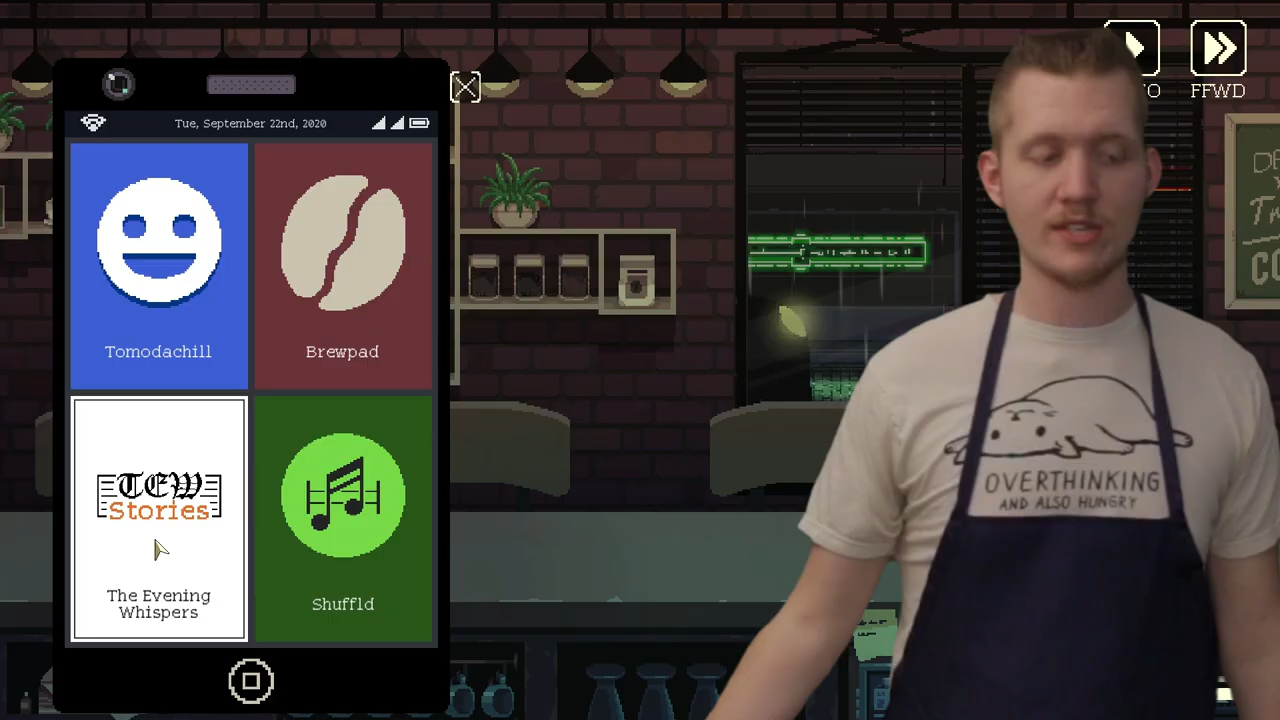 FFWD
Tue, September 22nd, 2020
Tomodachill
Brewpad
TEW
Stories
The Evening
Whispers
Shuffld
OVERTHINKING
AND ALSO HUNGRY